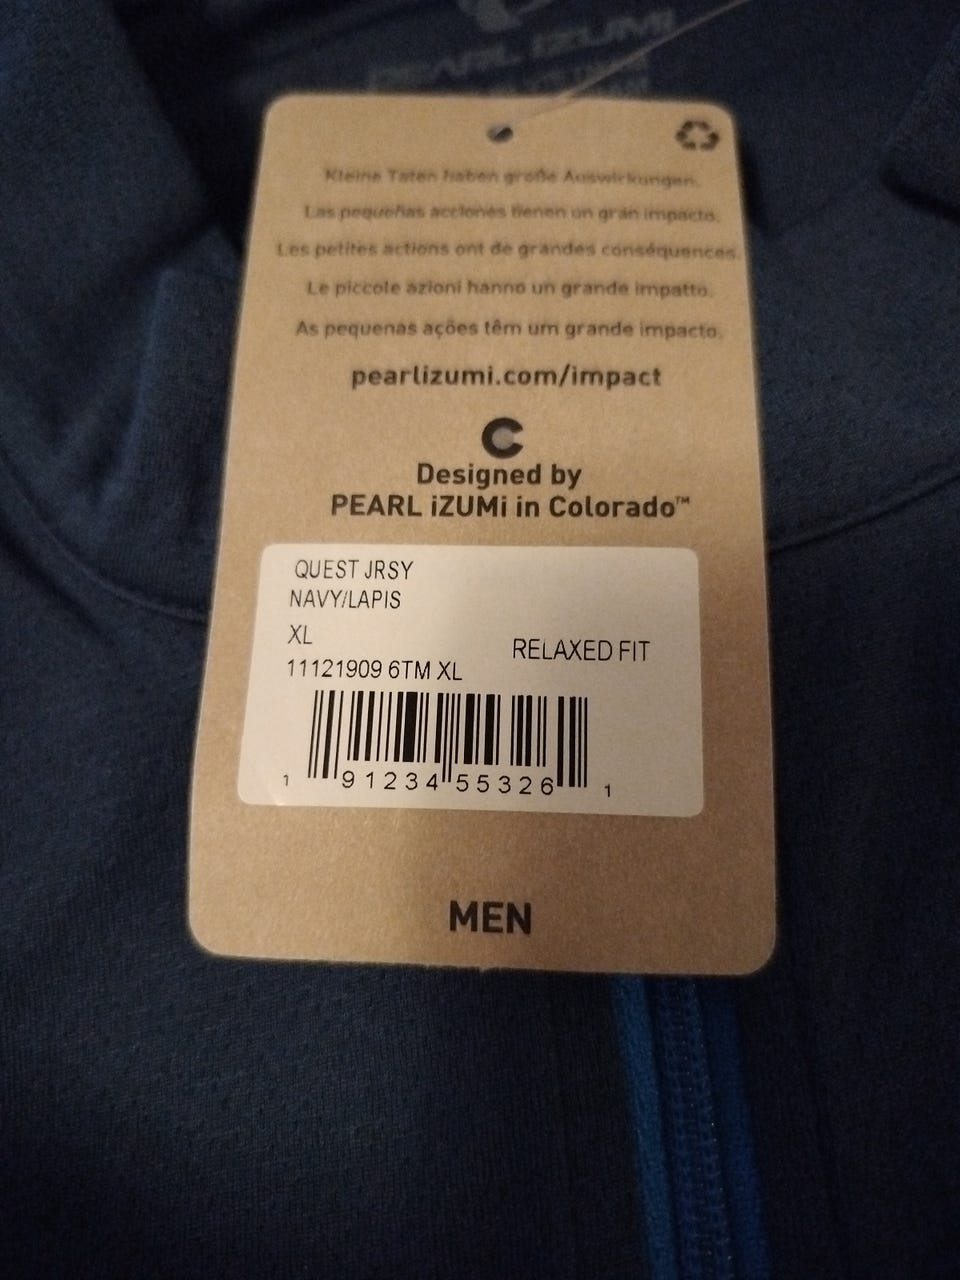 PEARL iZUMi
Kleine Taten haben große Auswirkungen.
Las pequeñas acciones tienen un gran impacto.
Les petites actions ont de grandes conséquences.
Le piccole azioni hanno un grande impatto.
As pequenas ações têm um grande impacto.
pearlizumi.com/impact
Designed by
PEARL iZUMi in Colorado™
QUEST JRSY
NAVY/LAPIS
XL
RELAXED FIT
11121909 6TM XL
1 91234 55326 1
MEN